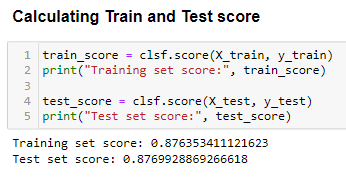 Calculating Train and Test score
1 train_score = clsf.score(X_train, y_train)
2 print("Training set score:", train_score)
3
4 test_score = clsf.score(X_test, y_test)
5 print("Test set score:", test_score)
Training set score: 0.876353411121623
Test set score: 0.8769928869266618